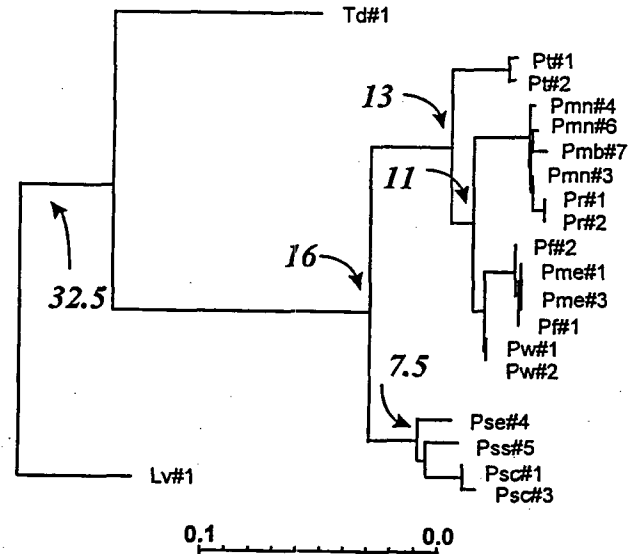 Td#1
Pt#1
Pt#2
13
Pmn#4
Pmn#6
Pmb#7
Pmn#3
11
Pr#1
Pr#2
Pf#2
16
Pme#1
32.5
Pme#3
Pf#1
Pw#1
7.5
Pw#2
Pse#4
Pss#5
Lv#1
Psc#1
Psc#3
0.1 0.0